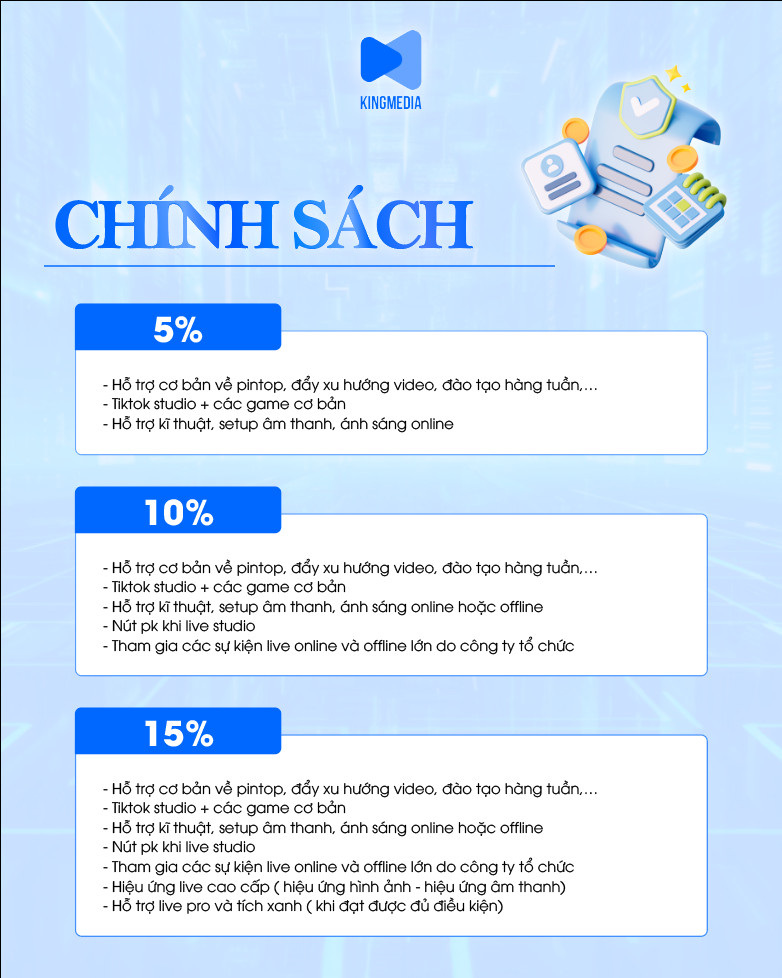 KINGMEDIA
CHÍNH SÁCH
5%
- Hỗ trợ cơ bản về pintop, đẩy xu hướng video, đào tạo hàng tuần,...
- Tiktok studio + các game cơ bản
- Hỗ trợ kĩ thuật, setup âm thanh, ánh sáng online
10%
- Hỗ trợ cơ bản về pintop, đẩy xu hướng video, đào tạo hàng tuần,...
- Tiktok studio + các game cơ bản
- Hỗ trợ kĩ thuật, setup âm thanh, ánh sáng online hoặc offline
- Nút pk khi live studio
- Tham gia các sự kiện live online và offline lớn do công ty tổ chức
15%
- Hỗ trợ cơ bản về pintop, đẩy xu hướng video, đào tạo hàng tuần,...
- Tiktok studio + các game cơ bản
- Hỗ trợ kĩ thuật, setup âm thanh, ánh sáng online hoặc offline
- Nút pk khi live studio
- Tham gia các sự kiện live online và offline lớn do công ty tổ chức
- Hiệu ứng live cao cấp ( hiệu ứng hình ảnh - hiệu ứng âm thanh)
- Hỗ trợ live pro và tích xanh ( khi đạt được đủ điều kiện)